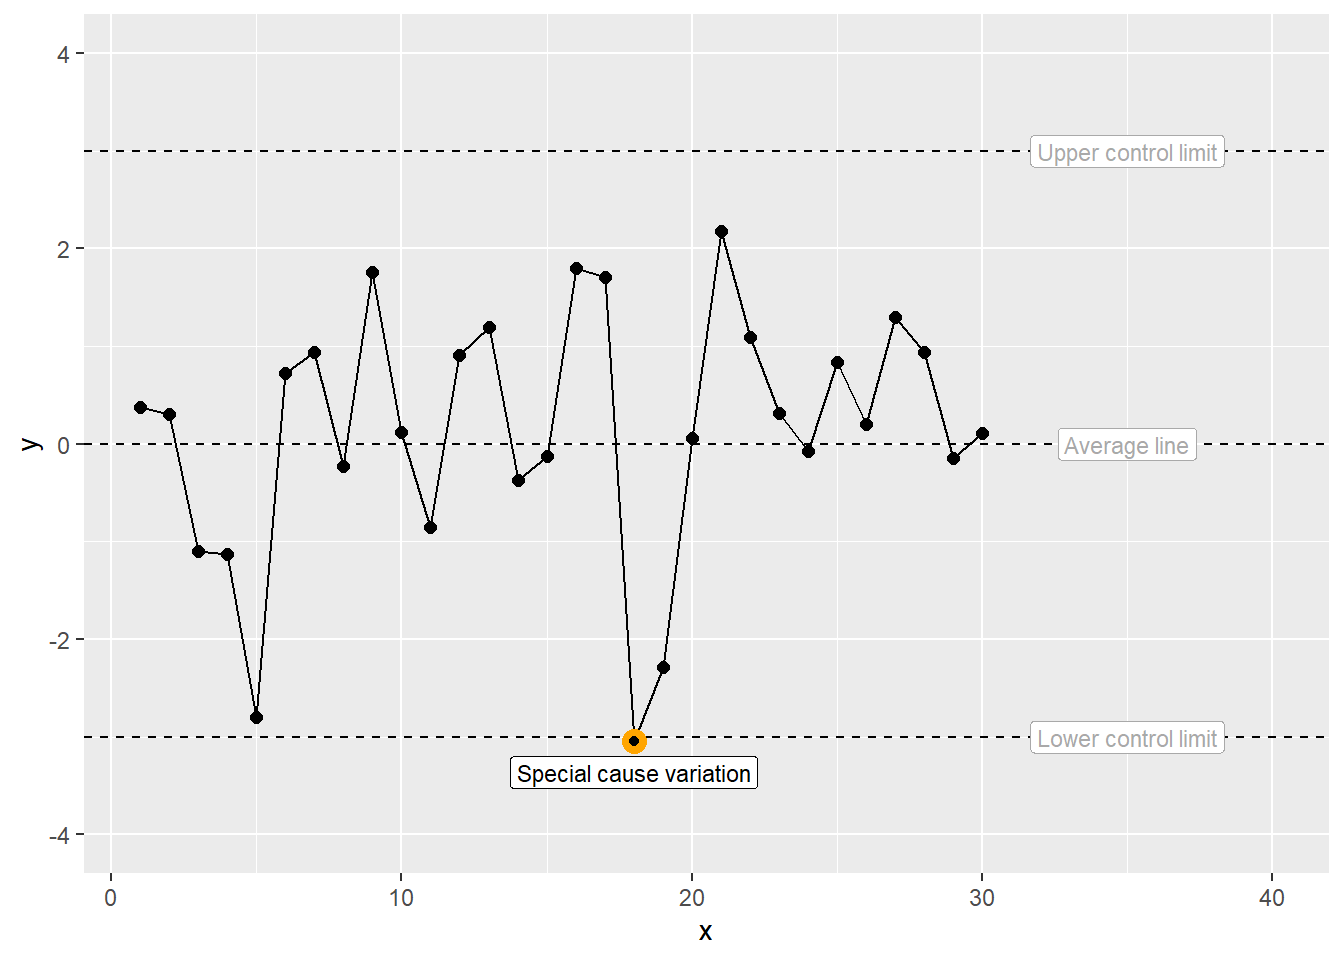 4
Upper control limit
2
y
0
Average line
-2
Lower control limit
Special cause variation
-4
0 10 20 30 40
x